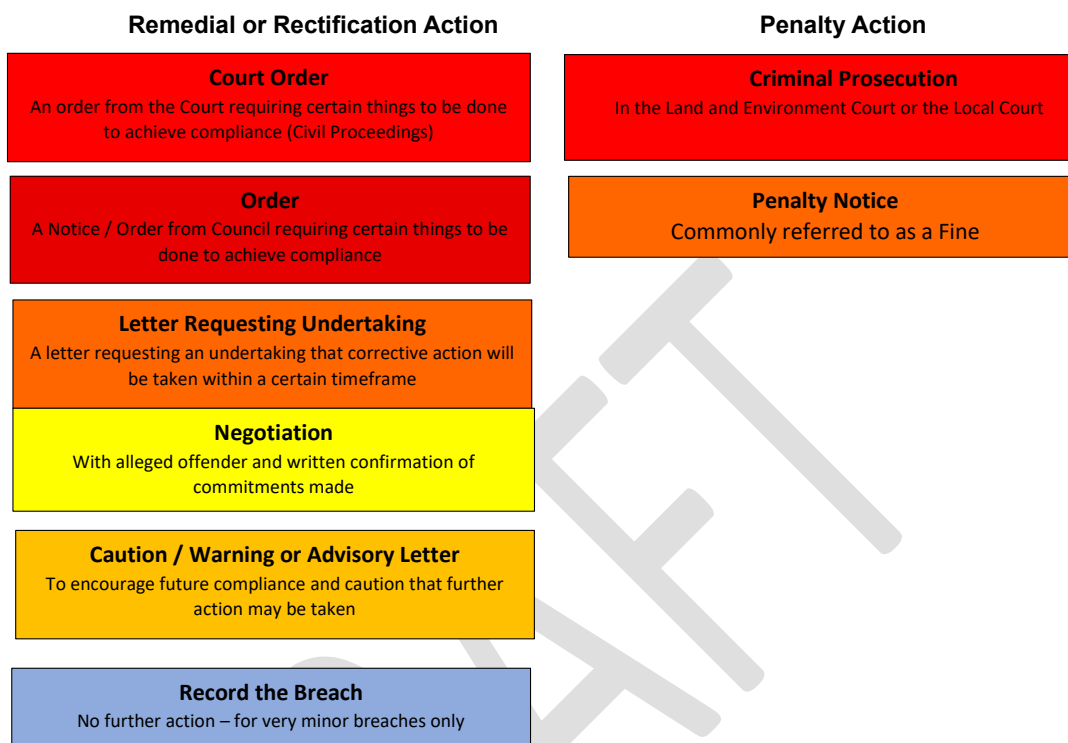 Remedial or Rectification Action
Penalty Action
Court Order
An order from the Court requiring certain things to be done
to achieve compliance (Civil Proceedings)
Criminal Prosecution
In the Land and Environment Court or the Local Court
Order
A Notice / Order from Council requiring certain things to be
done to achieve compliance
Penalty Notice
Commonly referred to as a Fine
Letter Requesting Undertaking
A letter requesting an undertaking that corrective action will
be taken within a certain timeframe
Negotiation
With alleged offender and written confirmation of
commitments made
Caution / Warning or Advisory Letter
To encourage future compliance and caution that further
action may be taken
Record the Breach
No further action – for very minor breaches only
AFT